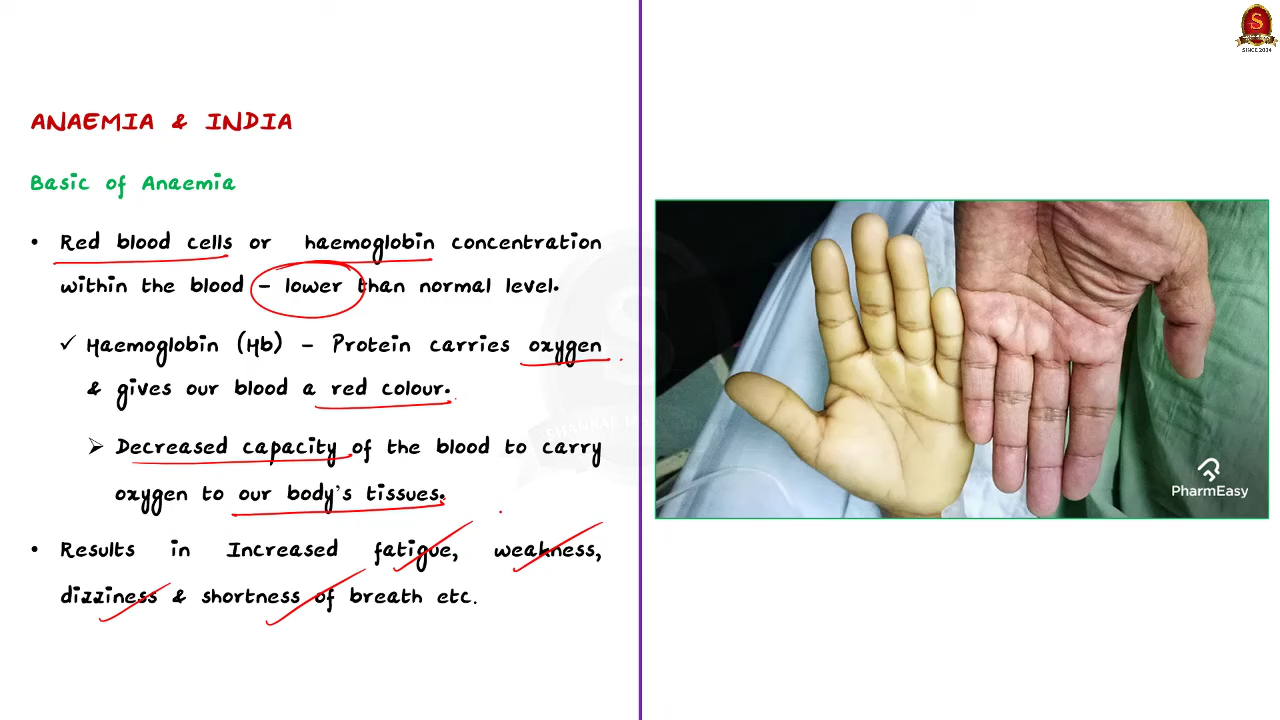 ANAEMIA & INDIA
Basic of Anaemia
• Red blood cells or haemoglobin concentration
within the blood – lower than normal level.
✓ Haemoglobin (Hb) – Protein carries oxygen
& gives our blood a red colour.
➢ Decreased capacity of the blood to carry
oxygen to our body's tissues.
• Results in Increased fatigue, weakness,
dizziness & shortness of breath etc.
S
SINCE 2004
PharmEasy